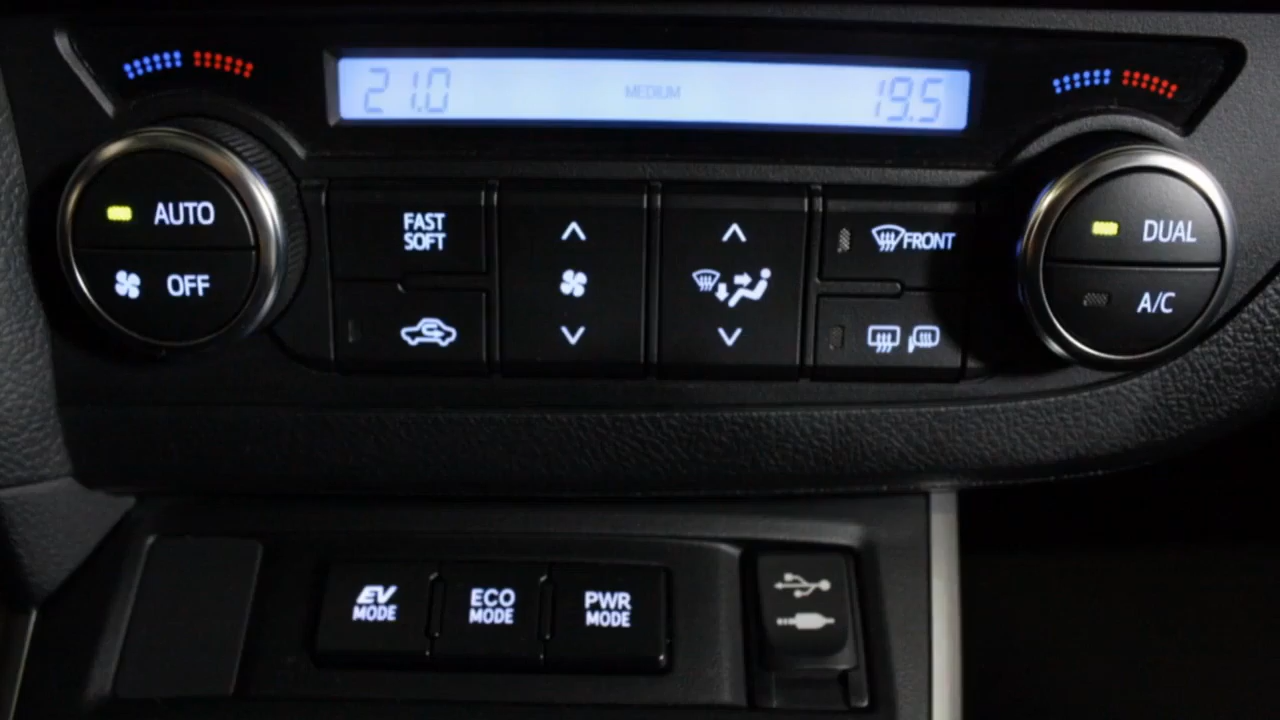 21.0 MEDIUM 19.5
AUTO
OFF
FAST
SOFT
FRONT
DUAL
A/C
EV
MODE
ECO
MODE
PWR
MODE